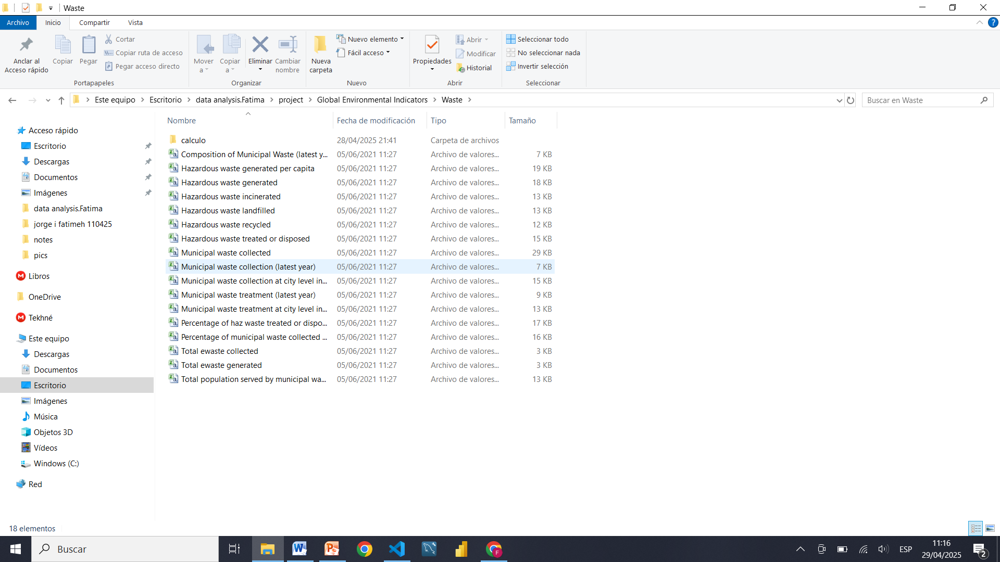 Waste
Archivo Inicio Compartir Vista
Anclar al Acceso rápido
Copiar
Pegar
Cortar
Copiar ruta de acceso
Pegar acceso directo
Portapapeles
Mover a
Copiar a
Eliminar
Cambiar nombre
Organizar
Nueva carpeta
Nuevo elemento
Fácil acceso
Nuevo
Propiedades
Abrir
Modificar
Historial
Abrir
Seleccionar todo
No seleccionar nada
Invertir selección
Seleccionar
Este equipo > Escritorio > data analysis.Fatima > project > Global Environmental Indicators > Waste >
Buscar en Waste
Acceso rápido
Escritorio
Descargas
Documentos
Imágenes
data analysis.Fatima
jorge i fatimeh 110425
notes
pics
Libros
OneDrive
Tekhné
Este equipo
Descargas
Documentos
Escritorio
Imágenes
Música
Objetos 3D
Vídeos
Windows (C:)
Red
Nombre Fecha de modificación Tipo Tamaño
calculo 28/04/2025 21:41 Carpeta de archivos
Composition of Municipal Waste (latest y... 05/06/2021 11:27 Archivo de valores... 7 KB
Hazardous waste generated per capita 05/06/2021 11:27 Archivo de valores... 19 KB
Hazardous waste generated 05/06/2021 11:27 Archivo de valores... 18 KB
Hazardous waste incinerated 05/06/2021 11:27 Archivo de valores... 13 KB
Hazardous waste landfilled 05/06/2021 11:27 Archivo de valores... 13 KB
Hazardous waste recycled 05/06/2021 11:27 Archivo de valores... 12 KB
Hazardous waste treated or disposed 05/06/2021 11:27 Archivo de valores... 15 KB
Municipal waste collected 05/06/2021 11:27 Archivo de valores... 29 KB
Municipal waste collection (latest year) 05/06/2021 11:27 Archivo de valores... 7 KB
Municipal waste collection at city level in... 05/06/2021 11:27 Archivo de valores... 15 KB
Municipal waste treatment (latest year) 05/06/2021 11:27 Archivo de valores... 9 KB
Municipal waste treatment at city level in... 05/06/2021 11:27 Archivo de valores... 13 KB
Percentage of haz waste treated or dispo... 05/06/2021 11:27 Archivo de valores... 17 KB
Percentage of municipal waste collected ... 05/06/2021 11:27 Archivo de valores... 16 KB
Total ewaste collected 05/06/2021 11:27 Archivo de valores... 3 KB
Total ewaste generated 05/06/2021 11:27 Archivo de valores... 3 KB
Total population served by municipal wa... 05/06/2021 11:27 Archivo de valores... 13 KB
18 elementos
Buscar
ESP
11:16
29/04/2025
2